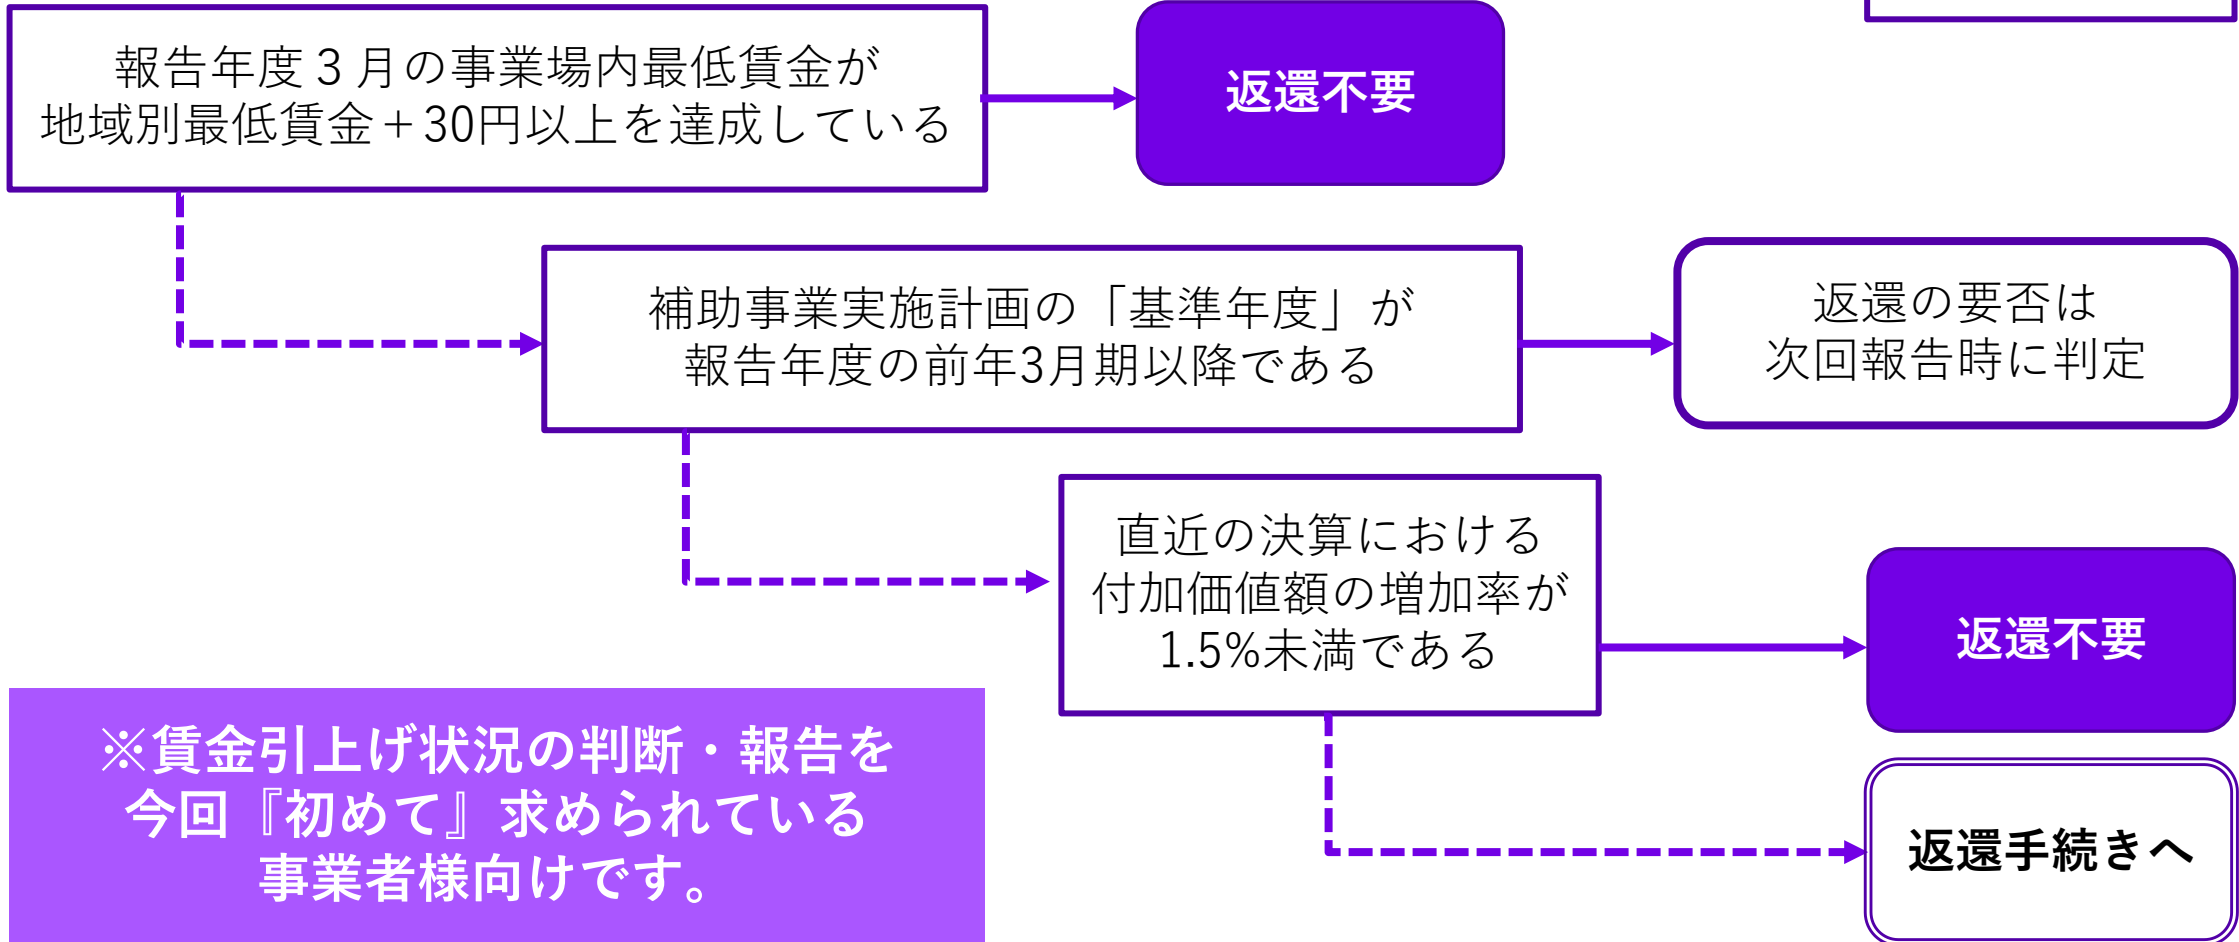 報告年度３月の事業場内最低賃金が
地域別最低賃金＋30円以上を達成している
返還不要
補助事業実施計画の「基準年度」が
報告年度の前年3月期以降である
返還の要否は
次回報告時に判定
直近の決算における
付加価値額の増加率が
1.5%未満である
返還不要
※賃金引上げ状況の判断・報告を
今回『初めて』求められている
事業者様向けです。
返還手続きへ